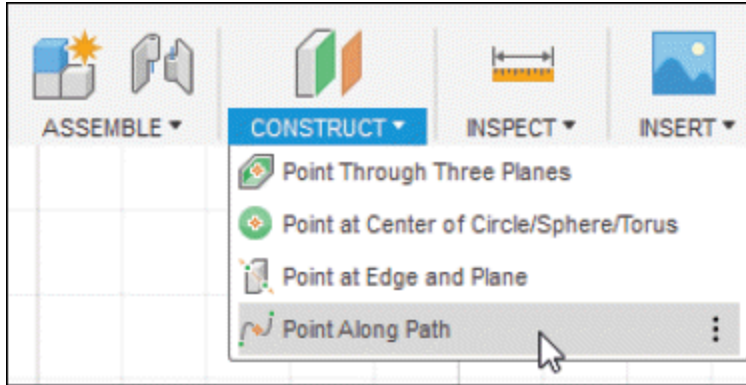 ASSEMBLE CONSTRUCT INSPECT INSERT
Point Through Three Planes
Point at Center of Circle/Sphere/Torus
Point at Edge and Plane
Point Along Path